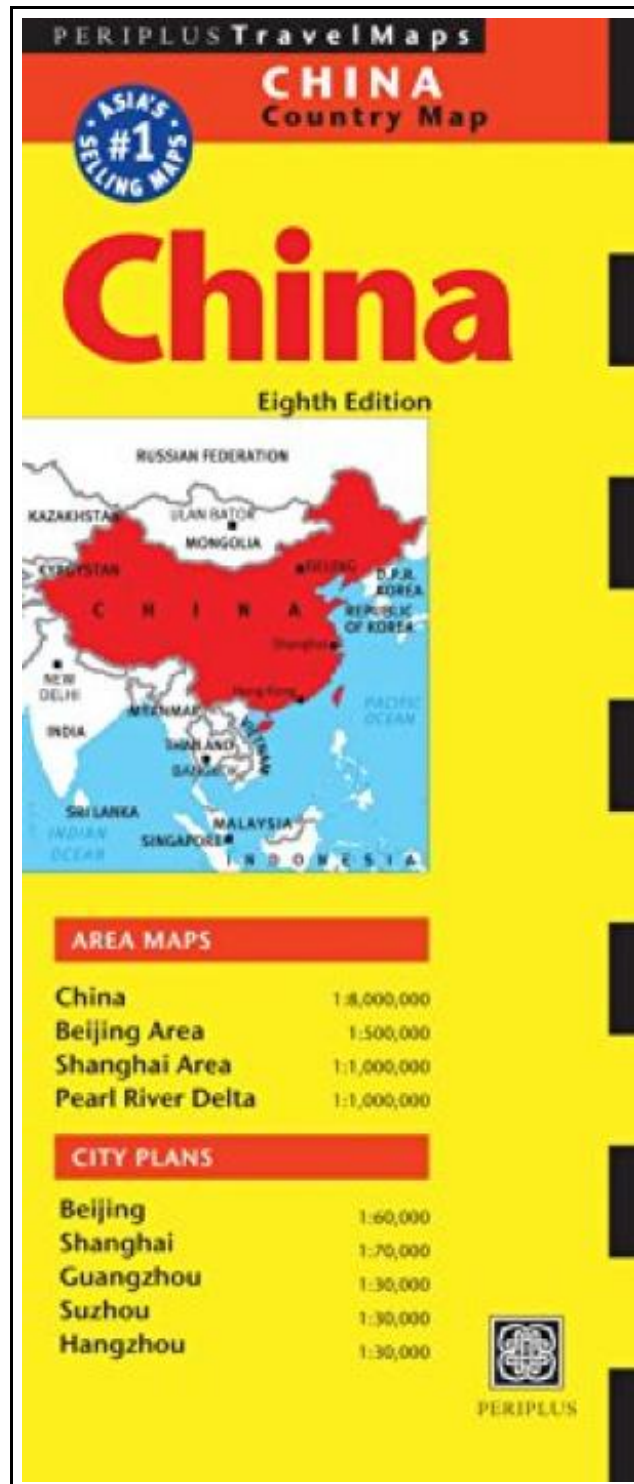 PERIPLUS TravelMaps
CHINA
Country Map
ASIA'S
#1
SELLING MAPS
China
Eighth Edition
RUSSIAN FEDERATION
KAZAKHSTAN
ULAN BATOR
MONGOLIA
KYRGYSTAN
BEIJING
D.P.R.
KOREA
CHINA
REPUBLIC
OF KOREA
Shanghai
NEW
DELHI
Hong Kong
PACIFIC
OCEAN
MYANMAR
INDIA
VIETNAM
THAILAND
BANGKOK
SRI LANKA
MALAYSIA
INDIAN
OCEAN
SINGAPORE
INDONESIA
AREA MAPS
China 1:8,000,000
Beijing Area 1:500,000
Shanghai Area 1:1,000,000
Pearl River Delta 1:1,000,000
CITY PLANS
Beijing 1:60,000
Shanghai 1:70,000
Guangzhou 1:30,000
Suzhou 1:30,000
Hangzhou 1:30,000
PERIPLUS